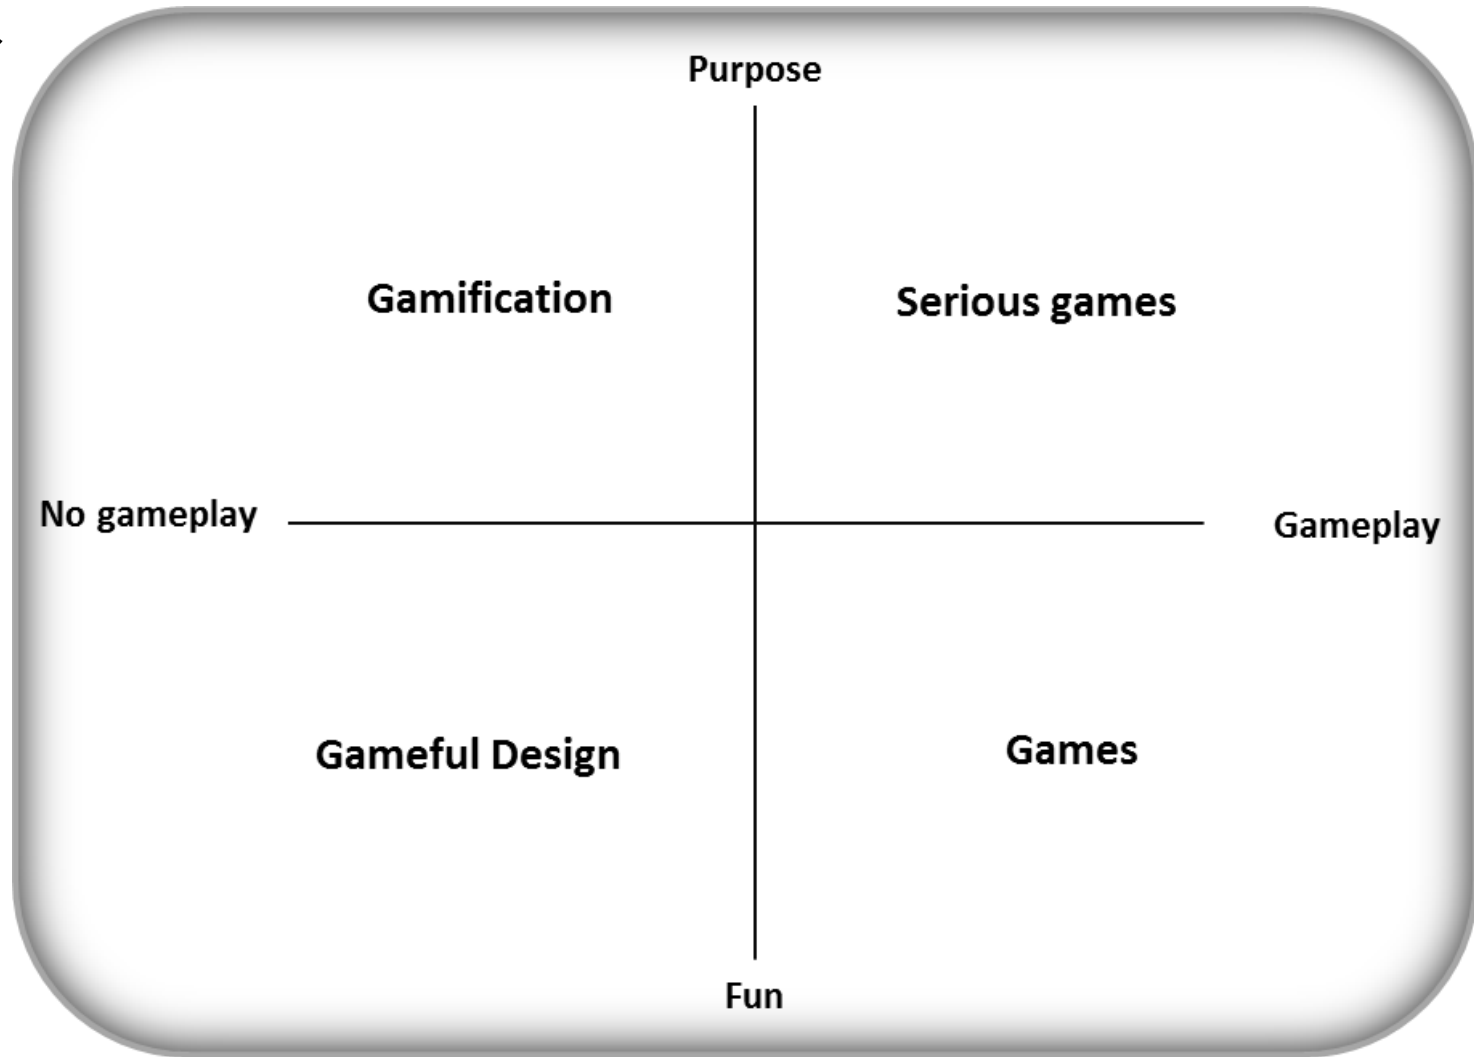 Purpose
Gamification
Serious games
No gameplay
Gameplay
Gameful Design
Games
Fun